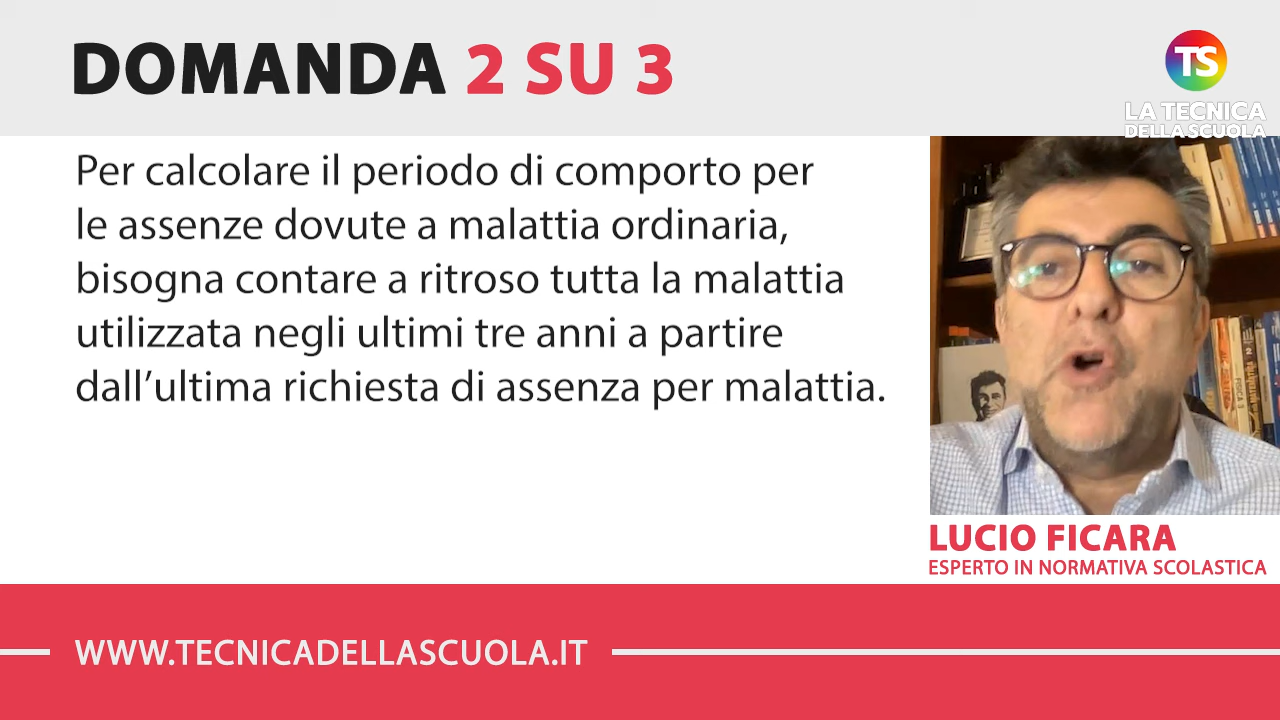 DOMANDA 2 SU 3
TS
LA TECNICA
DELLA SCUOLA
Per calcolare il periodo di comporto per
le assenze dovute a malattia ordinaria,
bisogna contare a ritroso tutta la malattia
utilizzata negli ultimi tre anni a partire
dall’ultima richiesta di assenza per malattia.
LUCIO FICARA
ESPERTO IN NORMATIVA SCOLASTICA
WWW.TECNICADELLASCUOLA.IT